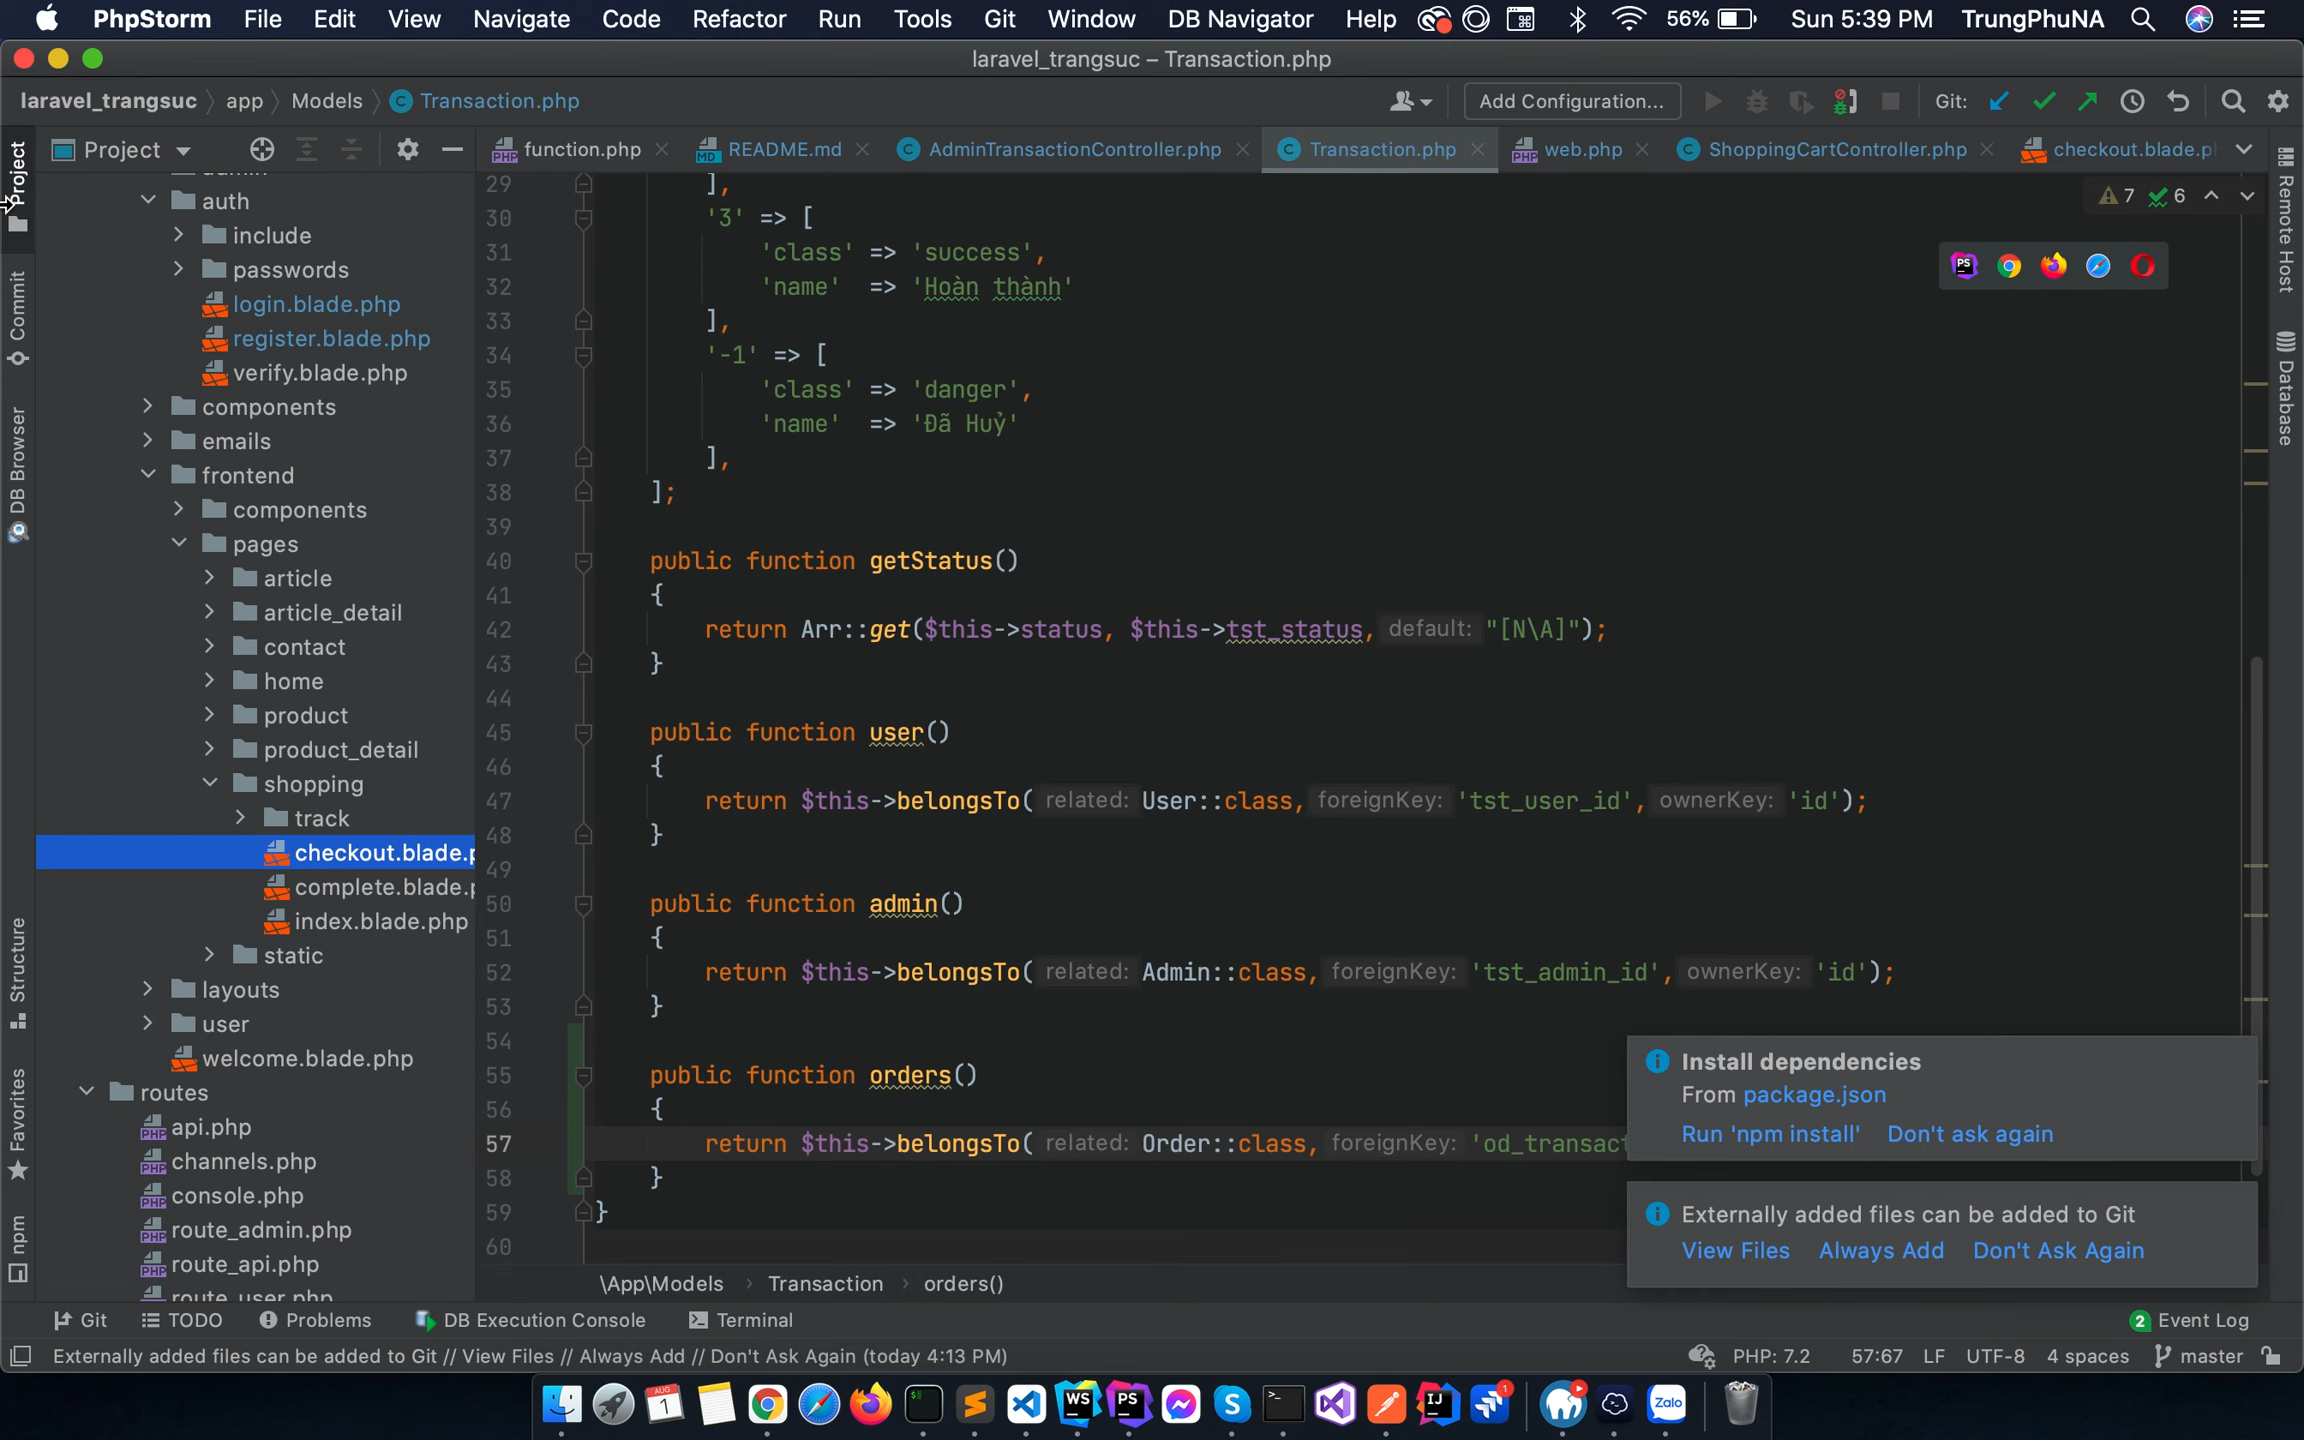 PhpStorm File Edit View Navigate Code Refactor Run Tools Git Window DB Navigator Help 56% Sun 5:39 PM TrungPhuNA
laravel_trangsuc – Transaction.php
laravel_trangsuc app Models Transaction.php Add Configuration... Git:
Project function.php README.md AdminTransactionController.php Transaction.php web.php ShoppingCartController.php checkout.blade.p
Project
Commit
DB Browser
Structure
Favorites
npm
auth
include
passwords
login.blade.php
register.blade.php
verify.blade.php
components
emails
frontend
components
pages
article
article_detail
contact
home
product
product_detail
shopping
track
checkout.blade.p
complete.blade.p
index.blade.php
static
layouts
user
welcome.blade.php
routes
api.php
channels.php
console.php
route_admin.php
route_api.php
route_user.php
7 6
29 ],
30 '3' => [
31 'class' => 'success',
32 'name' => 'Hoàn thành'
33 ],
34 '-1' => [
35 'class' => 'danger',
36 'name' => 'Đã Huỷ'
37 ],
38 ];
39
40 public function getStatus()
41 {
42 return Arr::get($this->status, $this->tst_status, default: "[N\A]");
43 }
44
45 public function user()
46 {
47 return $this->belongsTo( related: User::class, foreignKey: 'tst_user_id', ownerKey: 'id');
48 }
49
50 public function admin()
51 {
52 return $this->belongsTo( related: Admin::class, foreignKey: 'tst_admin_id', ownerKey: 'id');
53 }
54
55 public function orders()
56 {
57 return $this->belongsTo( related: Order::class, foreignKey: 'od_transact
58 }
59 }
60
Remote Host
Database
Install dependencies
From package.json
Run 'npm install' Don't ask again
Externally added files can be added to Git
View Files Always Add Don't Ask Again
\App\Models Transaction orders()
Git TODO Problems DB Execution Console Terminal 2 Event Log
Externally added files can be added to Git // View Files // Always Add // Don't Ask Again (today 4:13 PM) PHP: 7.2 57:67 LF UTF-8 4 spaces master
AUG
1
WS
PS
IJ
1
Zalo